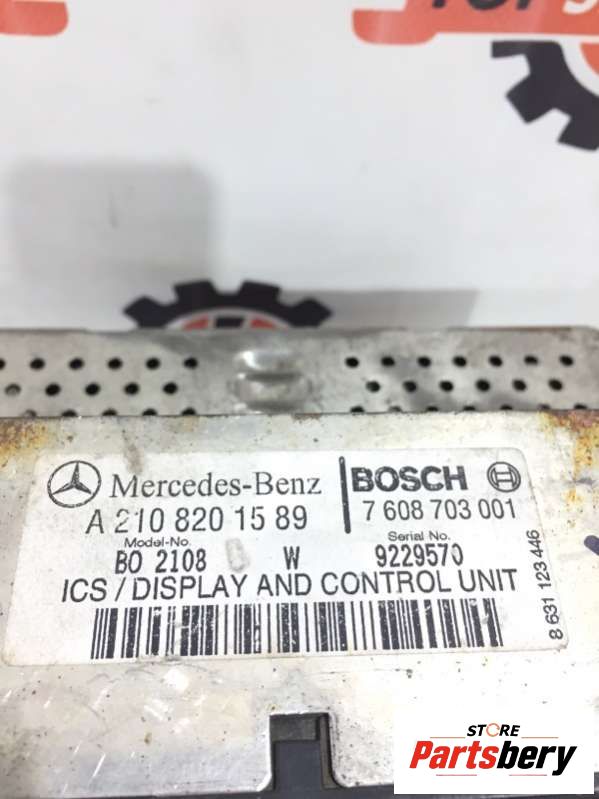 Mercedes-Benz
BOSCH
A 210 820 15 89
7 608 703 001
Model-No.
Serial No.
BO 2108
W
9229570
ICS / DISPLAY AND CONTROL UNIT
8 631 123 446
STORE
Partsbery